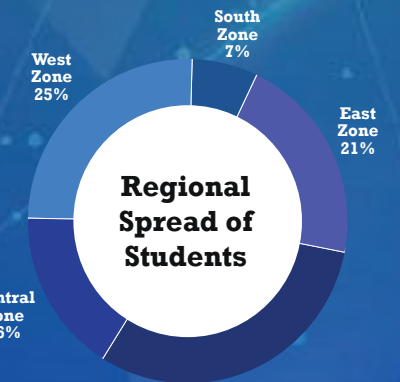 South
Zone
7%
West
Zone
25%
East
Zone
21%
Regional
Spread of
Students
ntral
one
6%